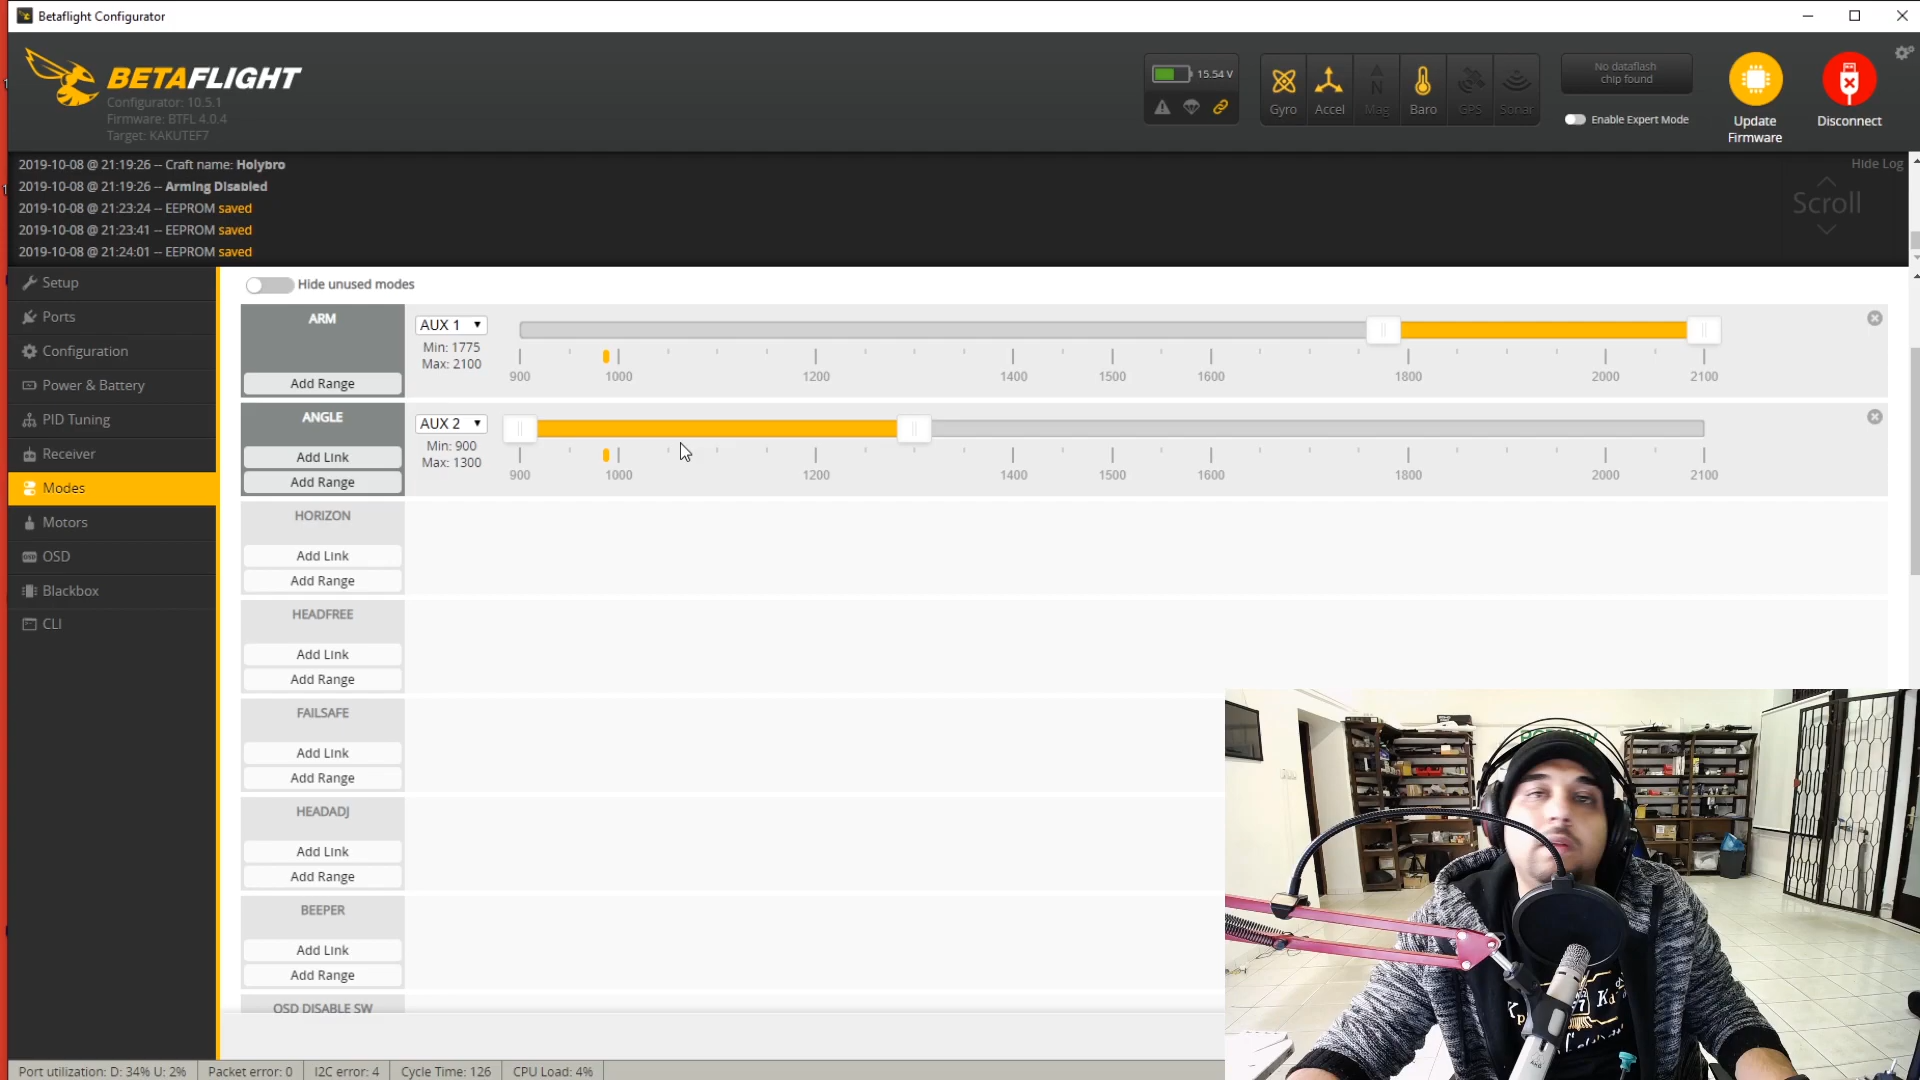 Betaflight Configurator
BETAFLIGHT
Configurator: 10.5.1
Firmware: BTFL 4.0.4
Target: KAKUTEF7
15.54 V
Gyro
Accel
Mag
Baro
GPS
Sonar
No dataflash
chip found
Enable Expert Mode
Update
Firmware
Disconnect
2019-10-08 @ 21:19:26 -- Craft name: Holybro
2019-10-08 @ 21:19:26 -- Arming Disabled
2019-10-08 @ 21:23:24 -- EEPROM saved
2019-10-08 @ 21:23:41 -- EEPROM saved
2019-10-08 @ 21:24:01 -- EEPROM saved
Hide Log
Scroll
Setup
Ports
Configuration
Power & Battery
PID Tuning
Receiver
Modes
Motors
OSD
Blackbox
CLI
Hide unused modes
ARM
Add Range
AUX 1
Min: 1775
Max: 2100
900 1000 1200 1400 1500 1600 1800 2000 2100
ANGLE
Add Link
Add Range
AUX 2
Min: 900
Max: 1300
900 1000 1200 1400 1500 1600 1800 2000 2100
HORIZON
Add Link
Add Range
HEADFREE
Add Link
Add Range
FAILSAFE
Add Link
Add Range
HEADADJ
Add Link
Add Range
BEEPER
Add Link
Add Range
OSD DISABLE SW
Port utilization: D: 34% U: 2%
Packet error: 0
I2C error: 4
Cycle Time: 126
CPU Load: 4%